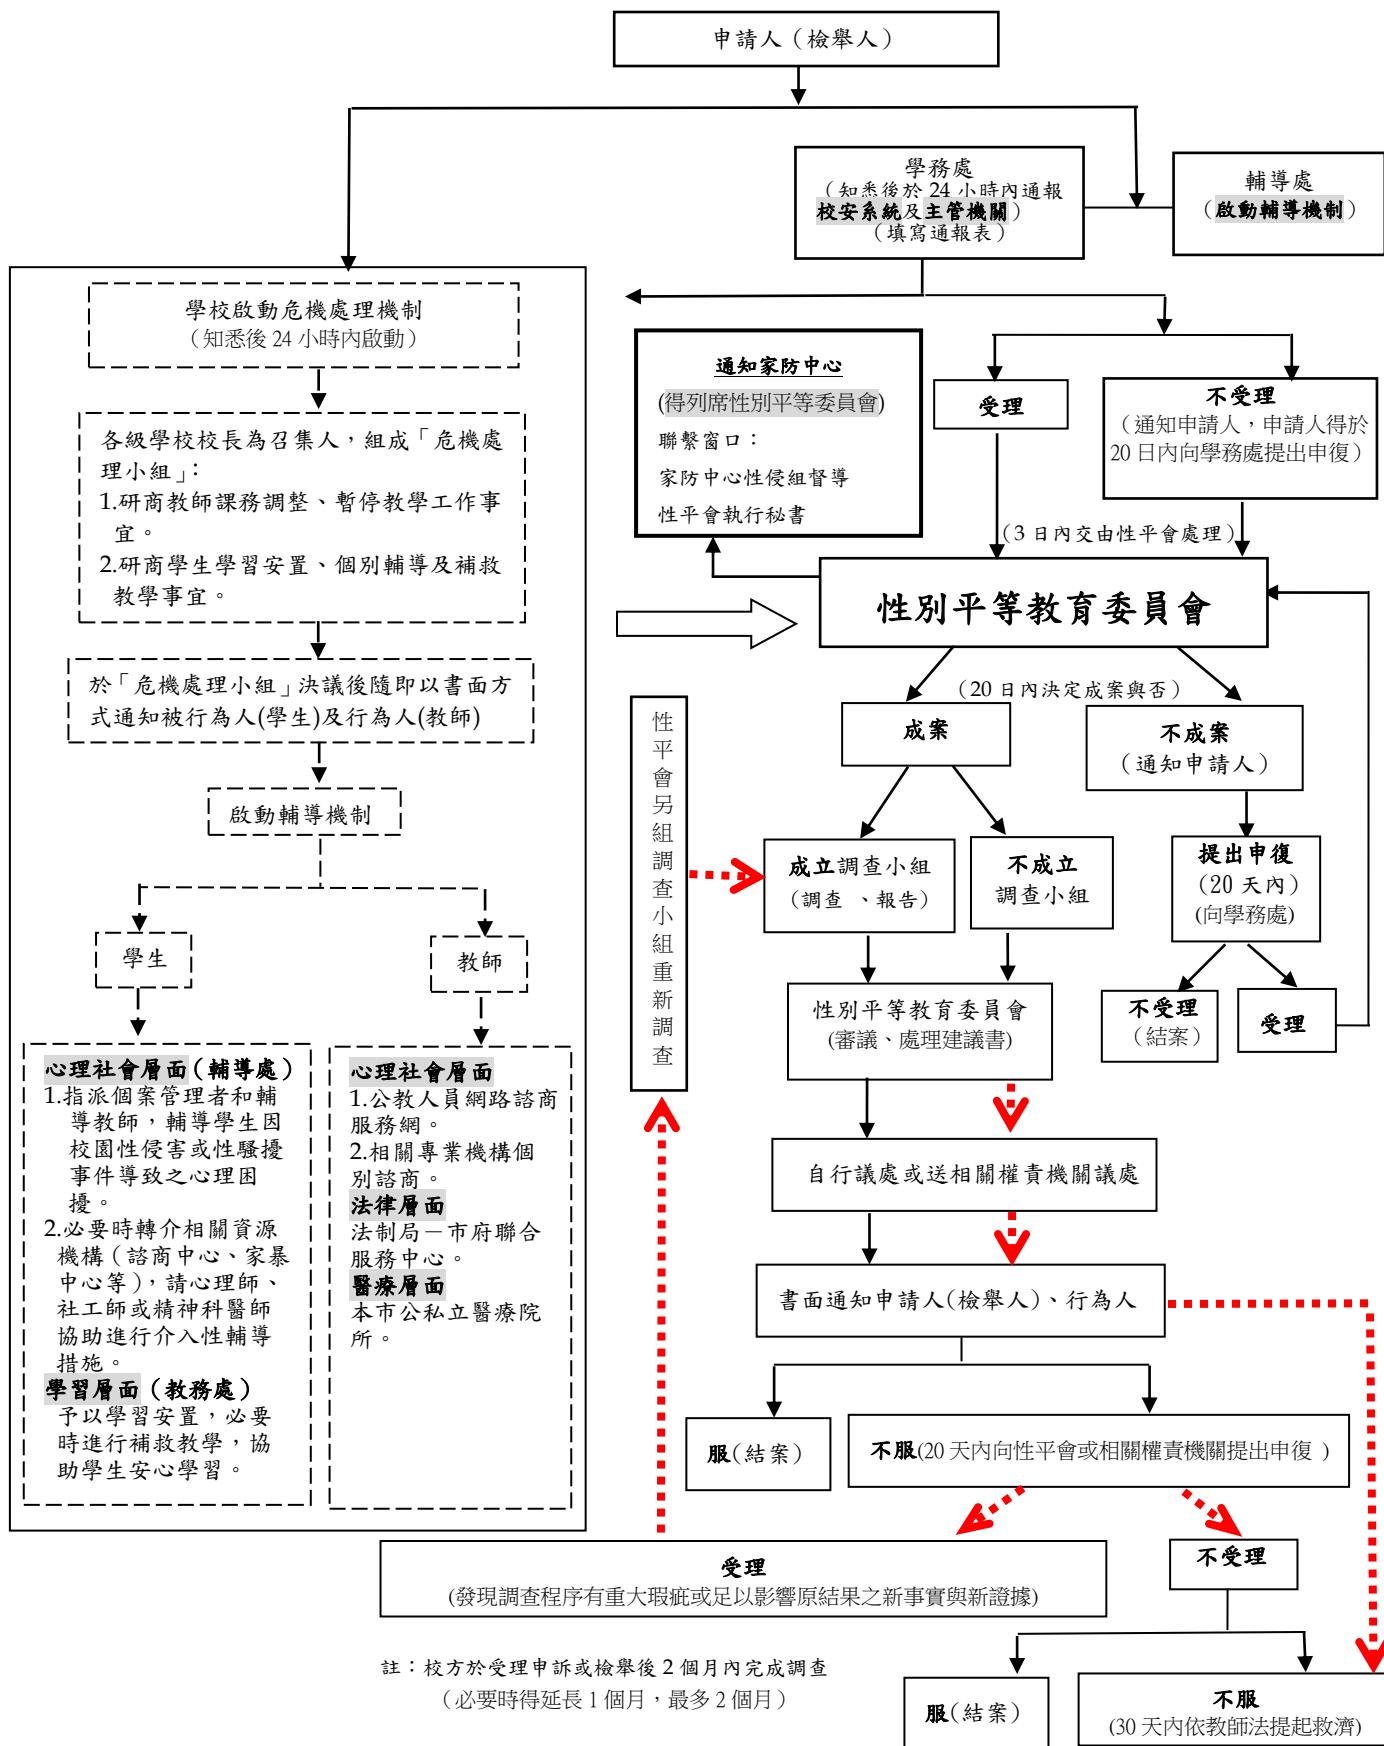 申請人（檢舉人）
學務處
（知悉後於 24 小時內通報
校安系統及主管機關）
（填寫通報表）
輔導處
（啟動輔導機制）
學校啟動危機處理機制
（知悉後 24 小時內啟動）
各級學校校長為召集人，組成「危機處
理小組」：
1.研商教師課務調整、暫停教學工作事
宜。
2.研商學生學習安置、個別輔導及補救
教學事宜。
於「危機處理小組」決議後隨即以書面方
式通知被行為人(學生)及行為人(教師)
啟動輔導機制
學生
教師
心理社會層面（輔導處）
1.指派個案管理者和輔
導教師，輔導學生因
校園性侵害或性騷擾
事件導致之心理困
擾。
2.必要時轉介相關資源
機構（諮商中心、家暴
中心等），請心理師、
社工師或精神科醫師
協助進行介入性輔導
措施。
學習層面（教務處）
予以學習安置，必要
時進行補救教學，協
助學生安心學習。
心理社會層面
1.公教人員網路諮商
服務網。
2.相關專業機構個
別諮商。
法律層面
法制局－市府聯合
服務中心。
醫療層面
本市公私立醫療院
所。
通知家防中心
(得列席性別平等委員會)
聯繫窗口：
家防中心性侵組督導
性平會執行秘書
受理
不受理
（通知申請人，申請人得於
20 日內向學務處提出申復）
（3 日內交由性平會處理）
性別平等教育委員會
（20 日內決定成案與否）
成案
不成案
（通知申請人）
性平會另組調查小組重新調查
成立調查小組
（調查 、報告）
不成立
調查小組
提出申復
（20 天內）
(向學務處)
不受理
（結案）
受理
性別平等教育委員會
(審議、處理建議書)
自行議處或送相關權責機關議處
書面通知申請人(檢舉人)、行為人
服(結案)
不服(20 天內向性平會或相關權責機關提出申復 )
受理
(發現調查程序有重大瑕疵或足以影響原結果之新事實與新證據)
不受理
註：校方於受理申訴或檢舉後 2 個月內完成調查
（必要時得延長 1 個月，最多 2 個月）
服(結案)
不服
(30 天內依教師法提起救濟)